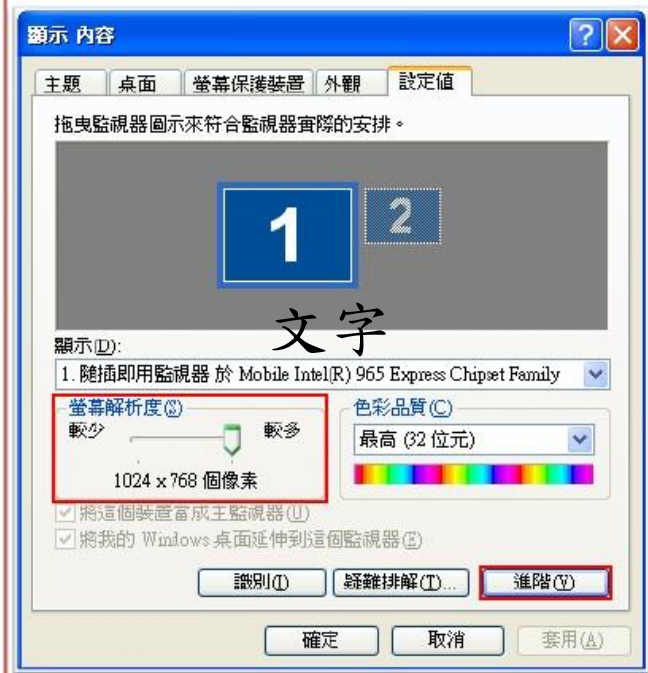 顯示 內容
主題 桌面 螢幕保護裝置 外觀 設定值
拖曳監視器圖示來符合監視器實際的安排。
1 2
文字
顯示(D):
1. 隨插即用監視器 於 Mobile Intel(R) 965 Express Chipset Family
螢幕解析度(S) 色彩品質(C)
較少 較多 最高 (32 位元)
1024 x 768 個像素
將這個裝置當成主監視器(U)
將我的 Windows 桌面延伸到這個監視器(E)
識別(I) 疑難排解(T)... 進階(V)
確定 取消 套用(A)